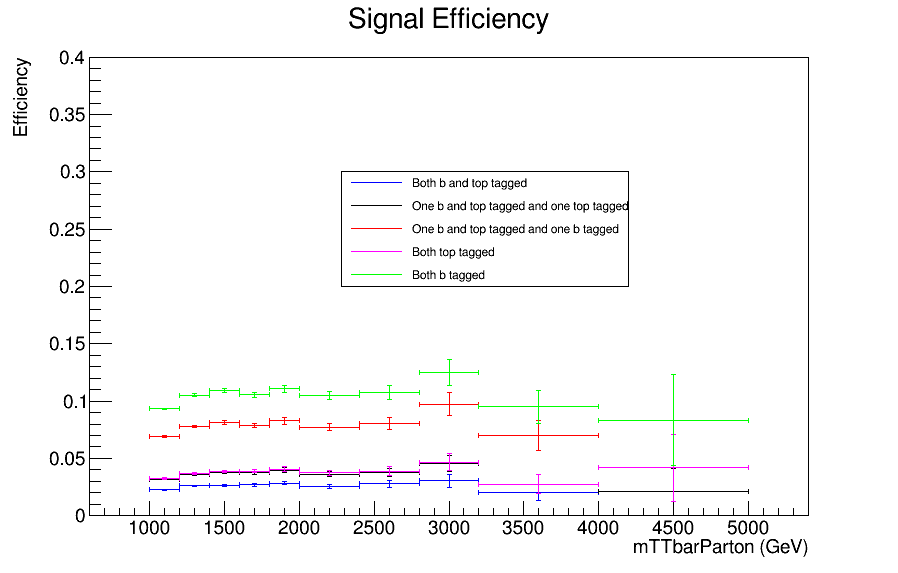 Signal Efficiency
Efficiency
0.4
0.35
0.3
0.25
0.2
0.15
0.1
0.05
0
Both b and top tagged
One b and top tagged and one top tagged
One b and top tagged and one b tagged
Both top tagged
Both b tagged
1000 1500 2000 2500 3000 3500 4000 4500 5000
mTTbarParton (GeV)